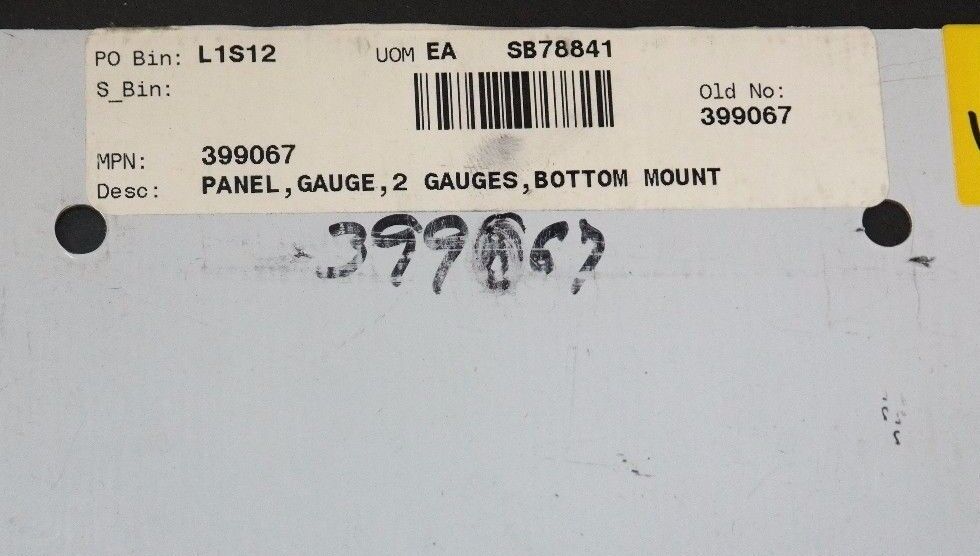 PO Bin: L1S12 UOM EA SB78841
S_Bin:
Old No:
399067
MPN: 399067
Desc: PANEL,GAUGE,2 GAUGES,BOTTOM MOUNT
399067